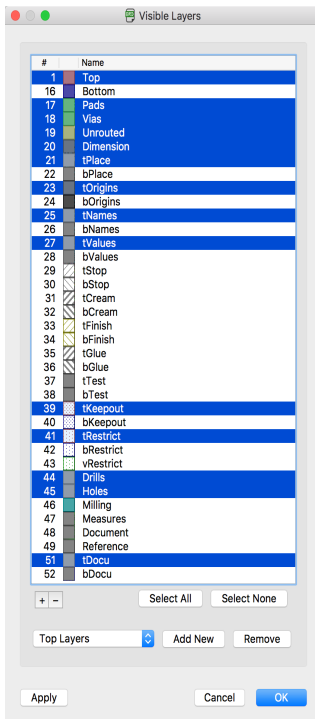 Visible Layers
# Name
1 Top
16 Bottom
17 Pads
18 Vias
19 Unrouted
20 Dimension
21 tPlace
22 bPlace
23 tOrigins
24 bOrigins
25 tNames
26 bNames
27 tValues
28 bValues
29 tStop
30 bStop
31 tCream
32 bCream
33 tFinish
34 bFinish
35 tGlue
36 bGlue
37 tTest
38 bTest
39 tKeepout
40 bKeepout
41 tRestrict
42 bRestrict
43 vRestrict
44 Drills
45 Holes
46 Milling
47 Measures
48 Document
49 Reference
51 tDocu
52 bDocu
+ − Select All Select None
Top Layers Add New Remove
Apply Cancel OK